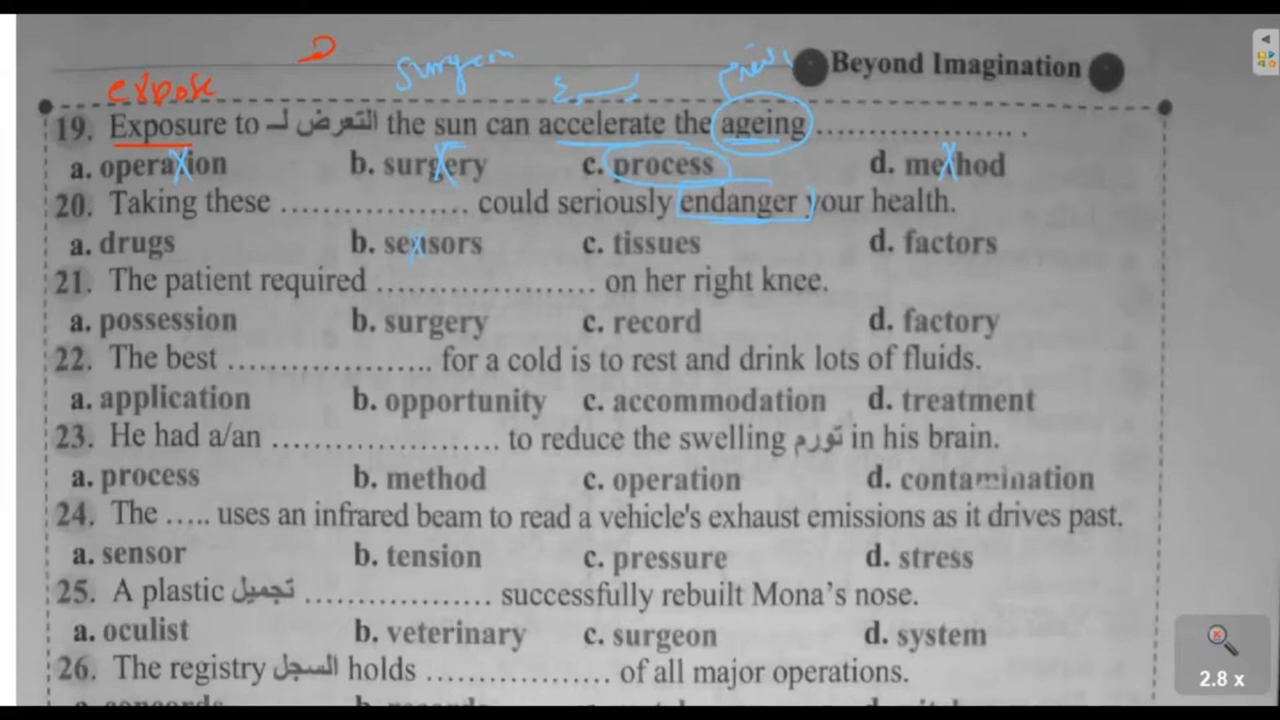 surgeon
Beyond Imagination
expose
19. Exposure to التعرض لـ the sun can accelerate the ageing ..................... .
a. operation b. surgery c. process d. method
20. Taking these ..................... could seriously endanger your health.
a. drugs b. sensors c. tissues d. factors
21. The patient required ..................... on her right knee.
a. possession b. surgery c. record d. factory
22. The best ..................... for a cold is to rest and drink lots of fluids.
a. application b. opportunity c. accommodation d. treatment
23. He had a/an ..................... to reduce the swelling تورم in his brain.
a. process b. method c. operation d. contamination
24. The ..... uses an infrared beam to read a vehicle's exhaust emissions as it drives past.
a. sensor b. tension c. pressure d. stress
25. A plastic تجميل ..................... successfully rebuilt Mona's nose.
a. oculist b. veterinary c. surgeon d. system
26. The registry السجل holds ..................... of all major operations.
2.8 x